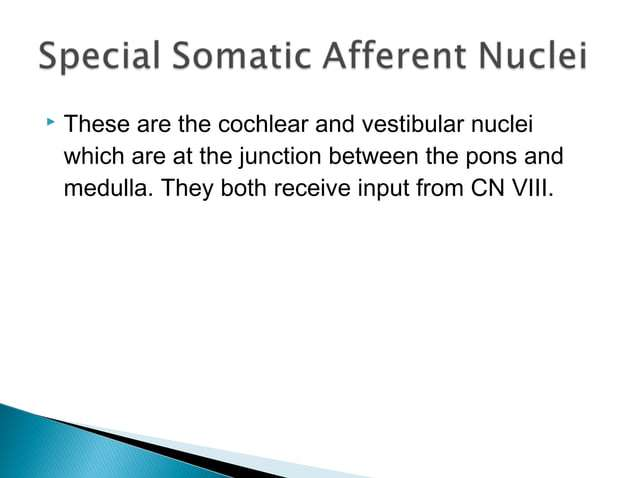 Special Somatic Afferent Nuclei
These are the cochlear and vestibular nuclei
which are at the junction between the pons and
medulla. They both receive input from CN VIII.